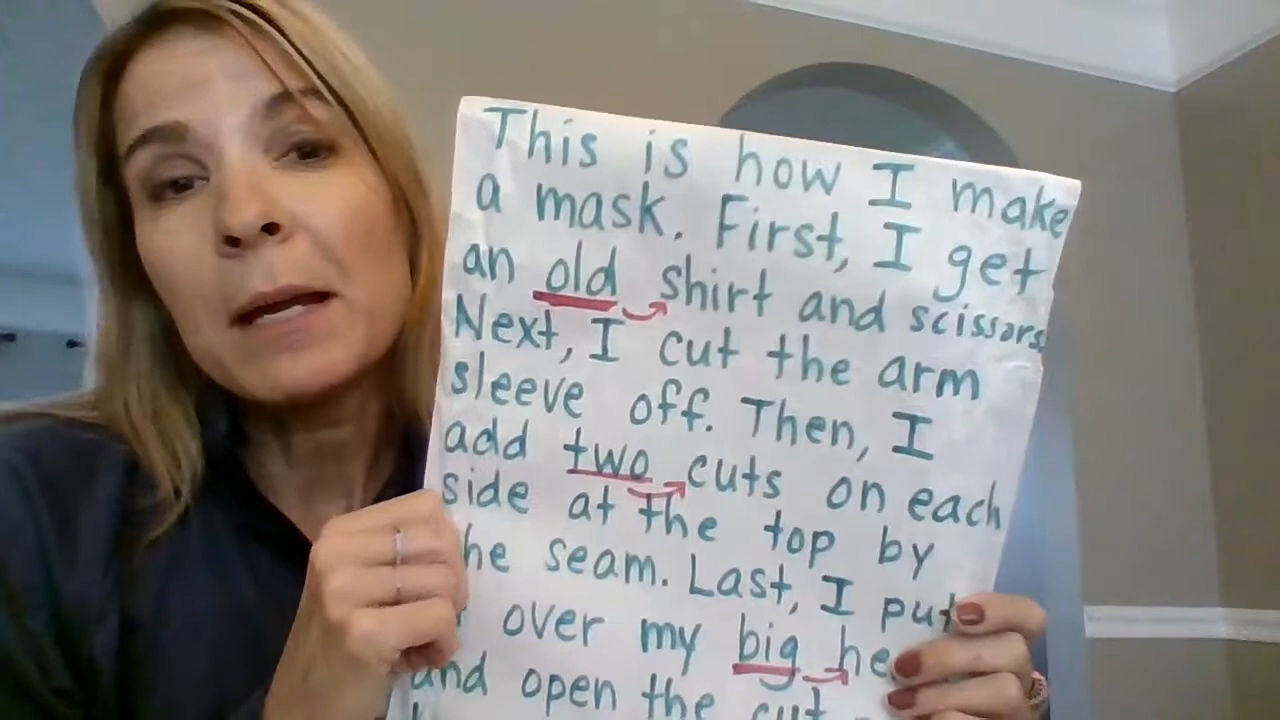 This is how I make
a mask. First, I get
an old shirt and scissors.
Next, I cut the arm
sleeve off. Then, I
add two cuts on each
side at the top by
he seam. Last, I put
over my big he
and open the cut